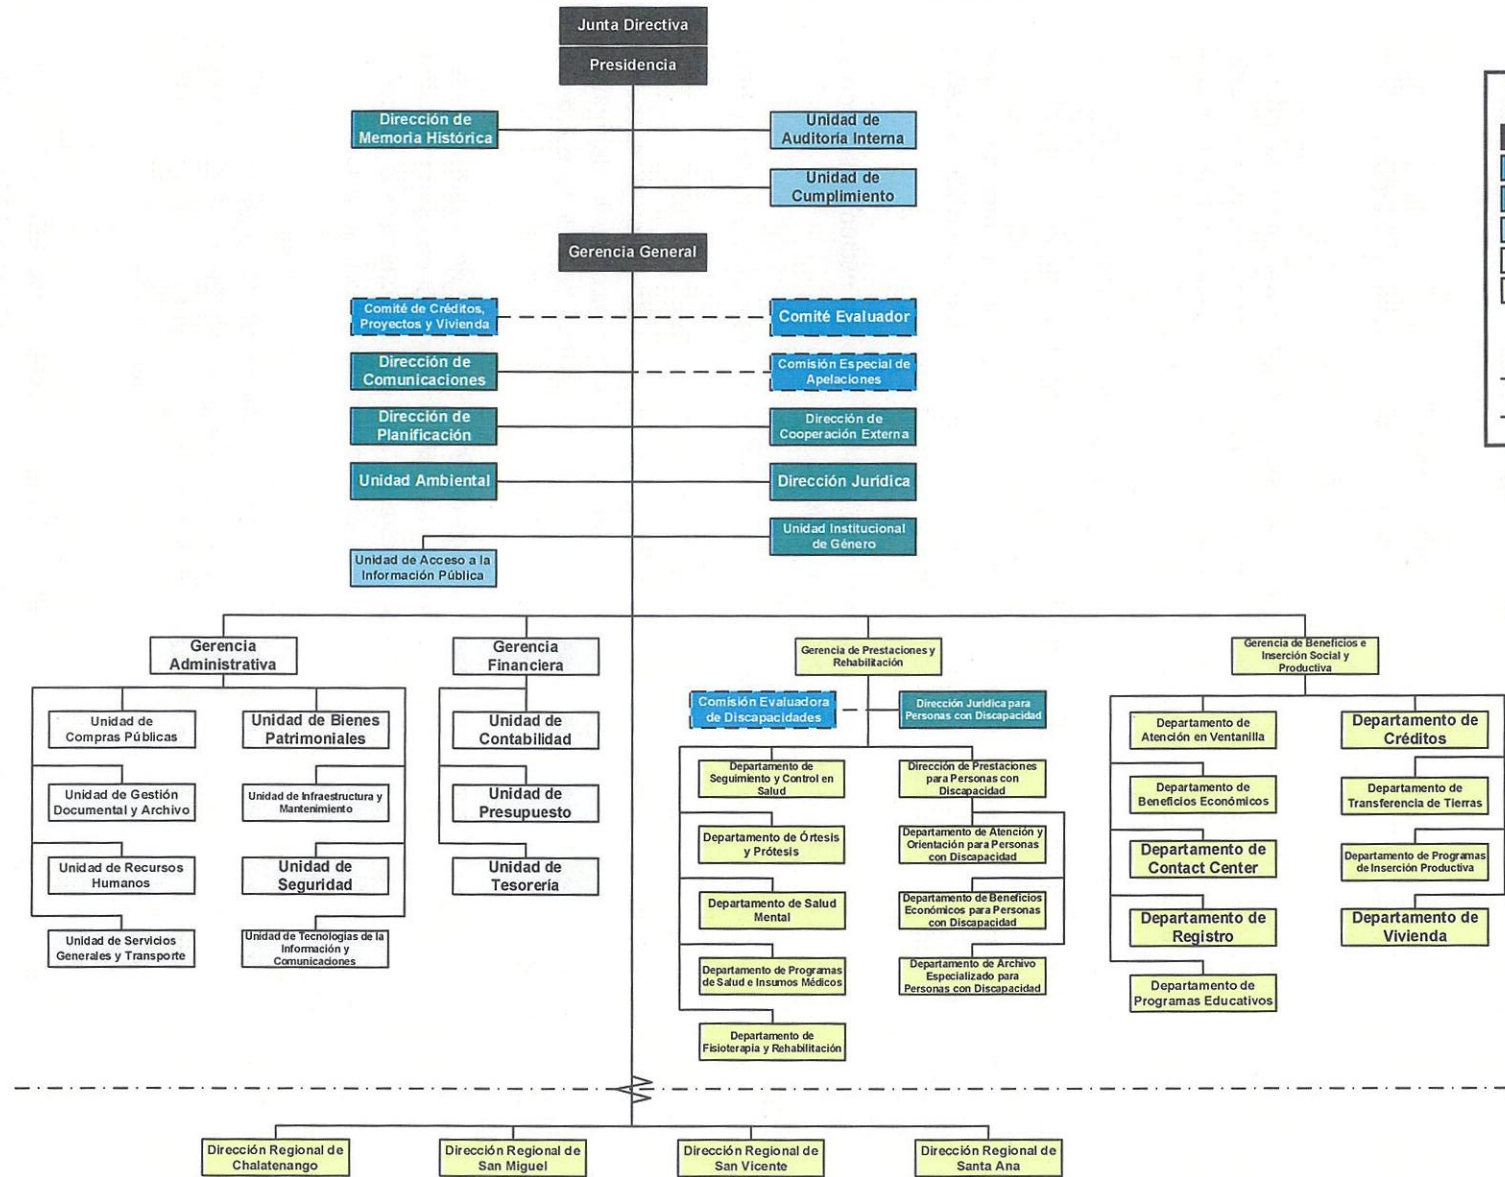 Junta Directiva
Presidencia
Dirección de
Memoria Histórica
Unidad de
Auditoría Interna
Unidad de
Cumplimiento
Gerencia General
Comité de Créditos,
Proyectos y Vivienda
Comité Evaluador
Dirección de
Comunicaciones
Comisión Especial de
Apelaciones
Dirección de
Planificación
Dirección de
Cooperación Externa
Unidad Ambiental
Dirección Jurídica
Unidad Institucional
de Género
Unidad de Acceso a la
Información Pública
Gerencia
Administrativa
Gerencia
Financiera
Gerencia de Prestaciones y
Rehabilitación
Gerencia de Beneficios e
Inserción Social y
Productiva
Unidad de
Compras Públicas
Unidad de Bienes
Patrimoniales
Unidad de Gestión
Documental y Archivo
Unidad de Infraestructura y
Mantenimiento
Unidad de Recursos
Humanos
Unidad de
Seguridad
Unidad de Servicios
Generales y Transporte
Unidad de Tecnologías de la
Información y
Comunicaciones
Unidad de
Contabilidad
Unidad de
Presupuesto
Unidad de
Tesorería
Comisión Evaluadora
de Discapacidades
Dirección Jurídica para
Personas con Discapacidad
Departamento de
Seguimiento y Control en
Salud
Dirección de Prestaciones
para Personas con
Discapacidad
Departamento de Órtesis
y Prótesis
Departamento de Atención y
Orientación para Personas
con Discapacidad
Departamento de Salud
Mental
Departamento de Beneficios
Económicos para Personas
con Discapacidad
Departamento de Programas
de Salud e Insumos Médicos
Departamento de Archivo
Especializado para
Personas con Discapacidad
Departamento de
Fisioterapia y Rehabilitación
Departamento de
Atención en Ventanilla
Departamento de
Créditos
Departamento de
Beneficios Económicos
Departamento de
Transferencia de Tierras
Departamento de
Contact Center
Departamento de Programas
de Inserción Productiva
Departamento de
Registro
Departamento de
Vivienda
Departamento de
Programas Educativos
Dirección Regional de
Chalatenango
Dirección Regional de
San Miguel
Dirección Regional de
San Vicente
Dirección Regional de
Santa Ana